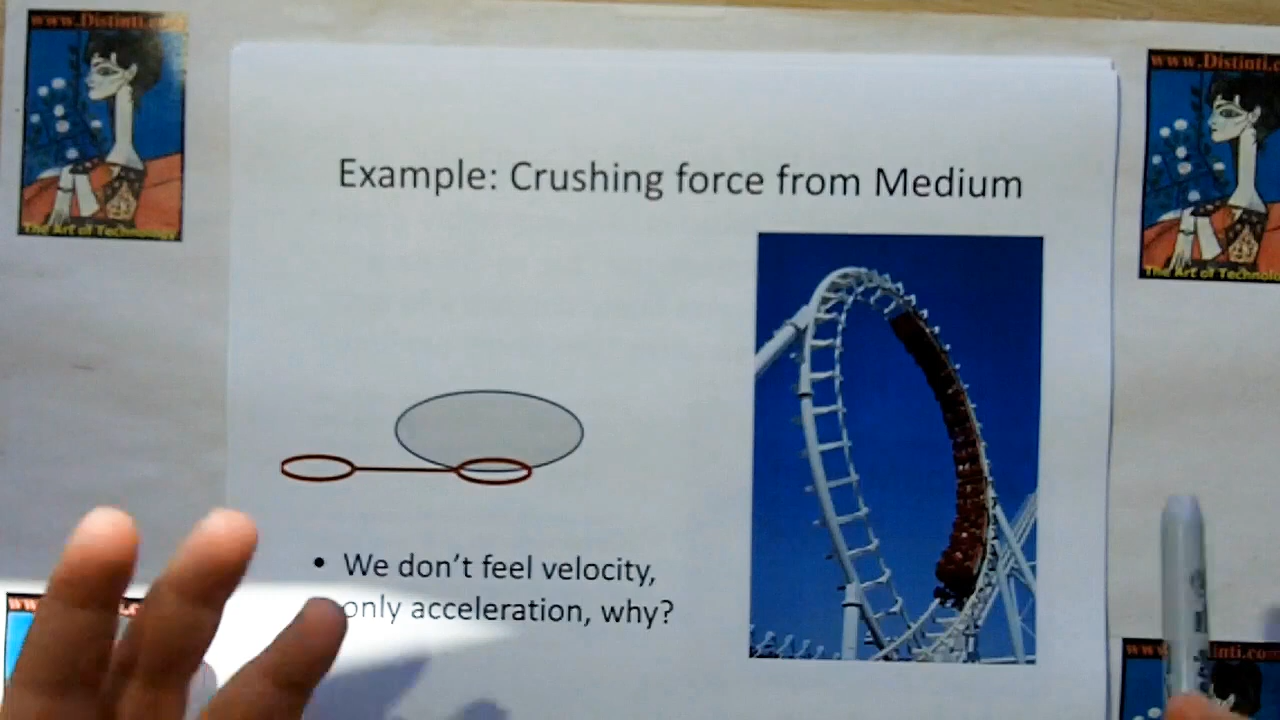 www.Distinti.com
The Art of Technology
www.Distinti.c
The Art of Technolo
Example: Crushing force from Medium
• We don't feel velocity,
only acceleration, why?